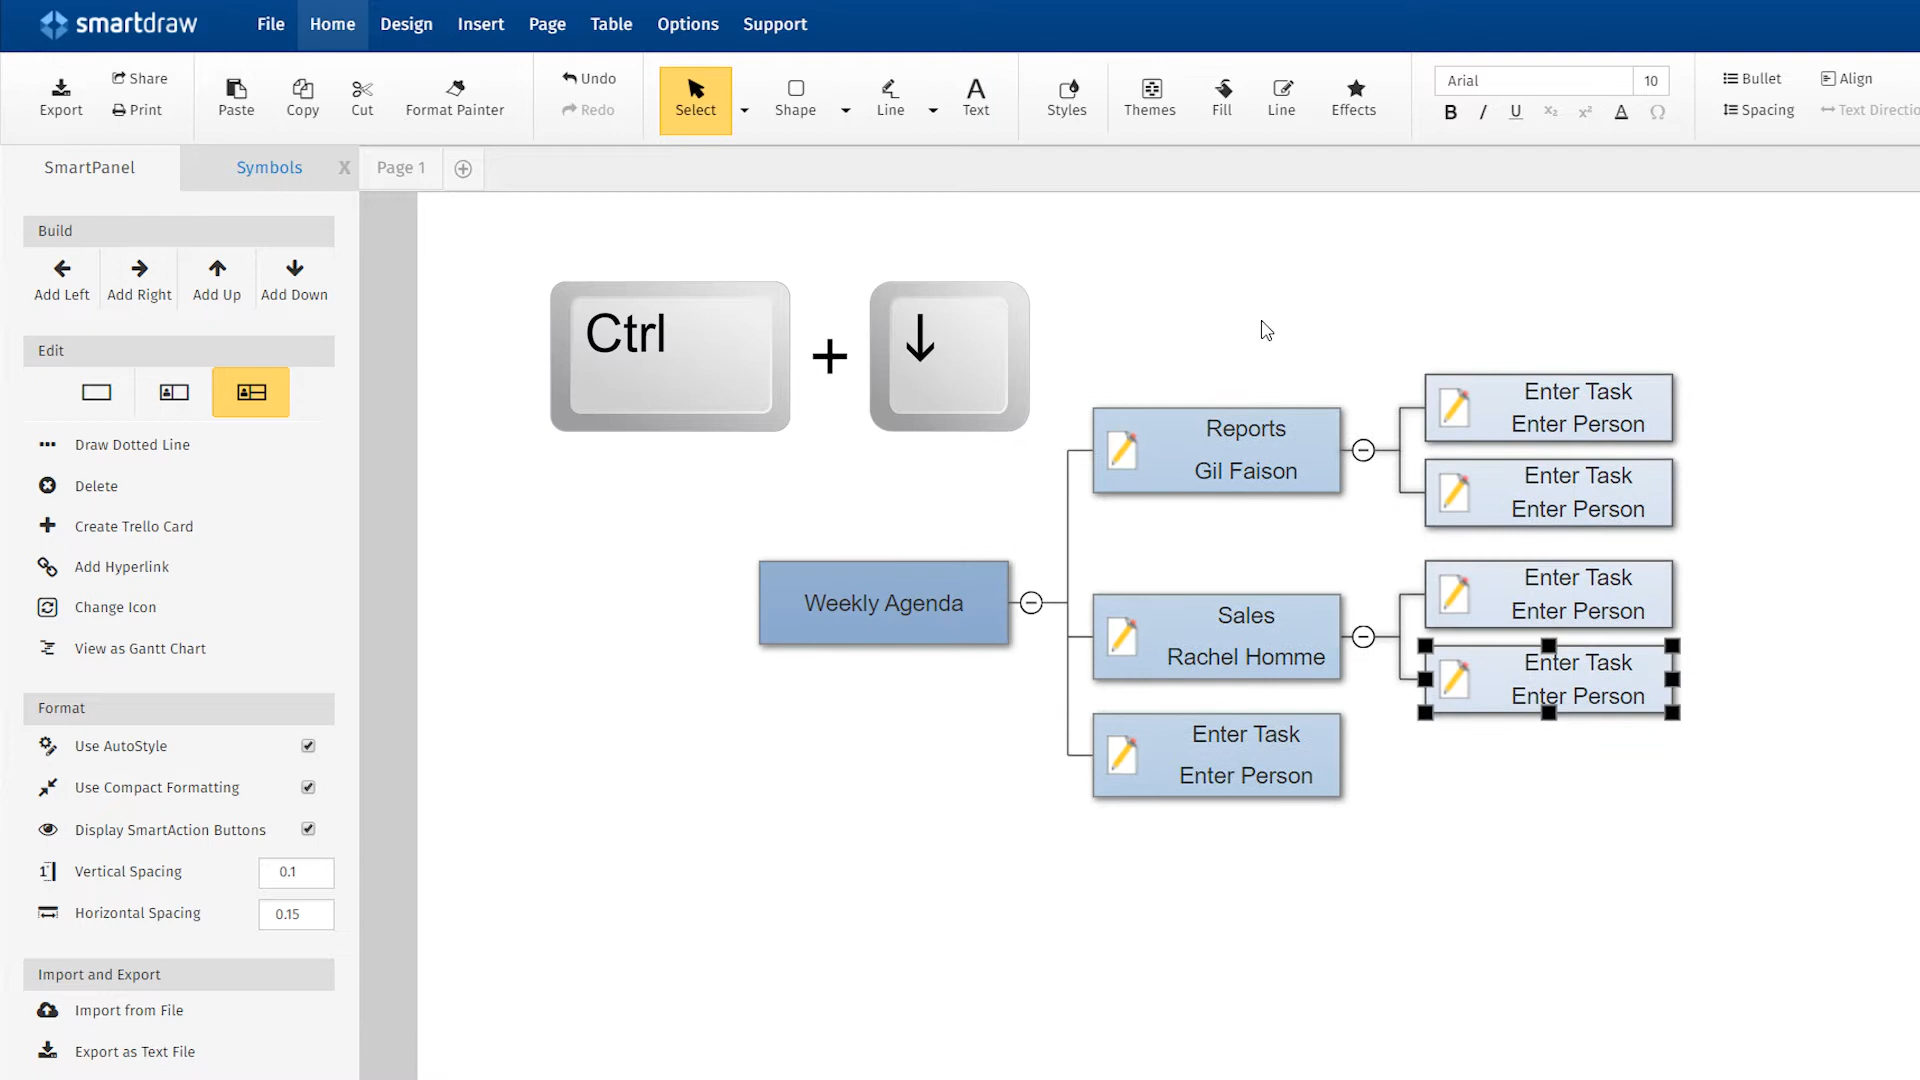 smartdraw
File
Home
Design
Insert
Page
Table
Options
Support
Export
Share
Print
Paste
Copy
Cut
Format Painter
Undo
Redo
Select
Shape
Line
Text
Styles
Themes
Fill
Line
Effects
Arial
10
B
I
U
x₂
x²
A
Ω
Bullet
Align
Spacing
Text Directio
SmartPanel
Symbols
X
Page 1
Build
Add Left
Add Right
Add Up
Add Down
Edit
Draw Dotted Line
Delete
Create Trello Card
Add Hyperlink
Change Icon
View as Gantt Chart
Format
Use AutoStyle
Use Compact Formatting
Display SmartAction Buttons
Vertical Spacing
0.1
Horizontal Spacing
0.15
Import and Export
Import from File
Export as Text File
Ctrl
+
↓
Weekly Agenda
Reports
Gil Faison
Enter Task
Enter Person
Enter Task
Enter Person
Sales
Rachel Homme
Enter Task
Enter Person
Enter Task
Enter Person
Enter Task
Enter Person